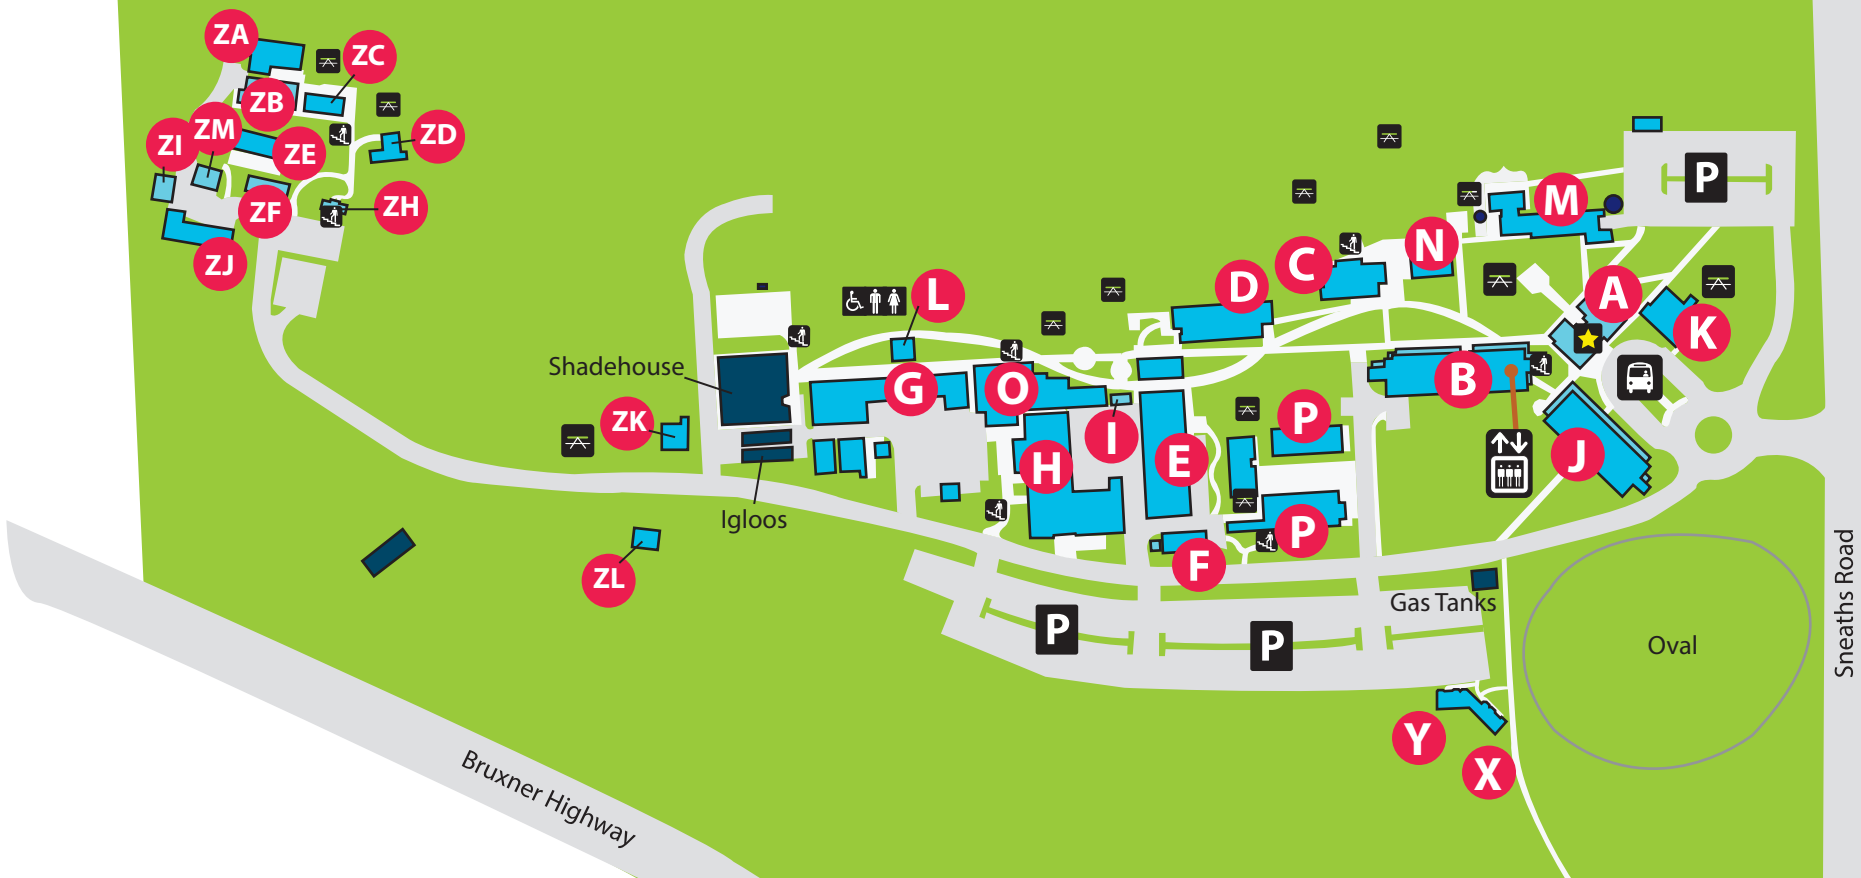 ZA
ZC
ZB
ZM
ZD
ZI
ZE
ZF
ZH
ZJ
P
M
N
C
D
A
L
K
Shadehouse
G
O
B
ZK
P
I
E
H
J
Igloos
P
F
ZL
Gas Tanks
P
P
Oval
Sneaths Road
Y
X
Bruxner Highway